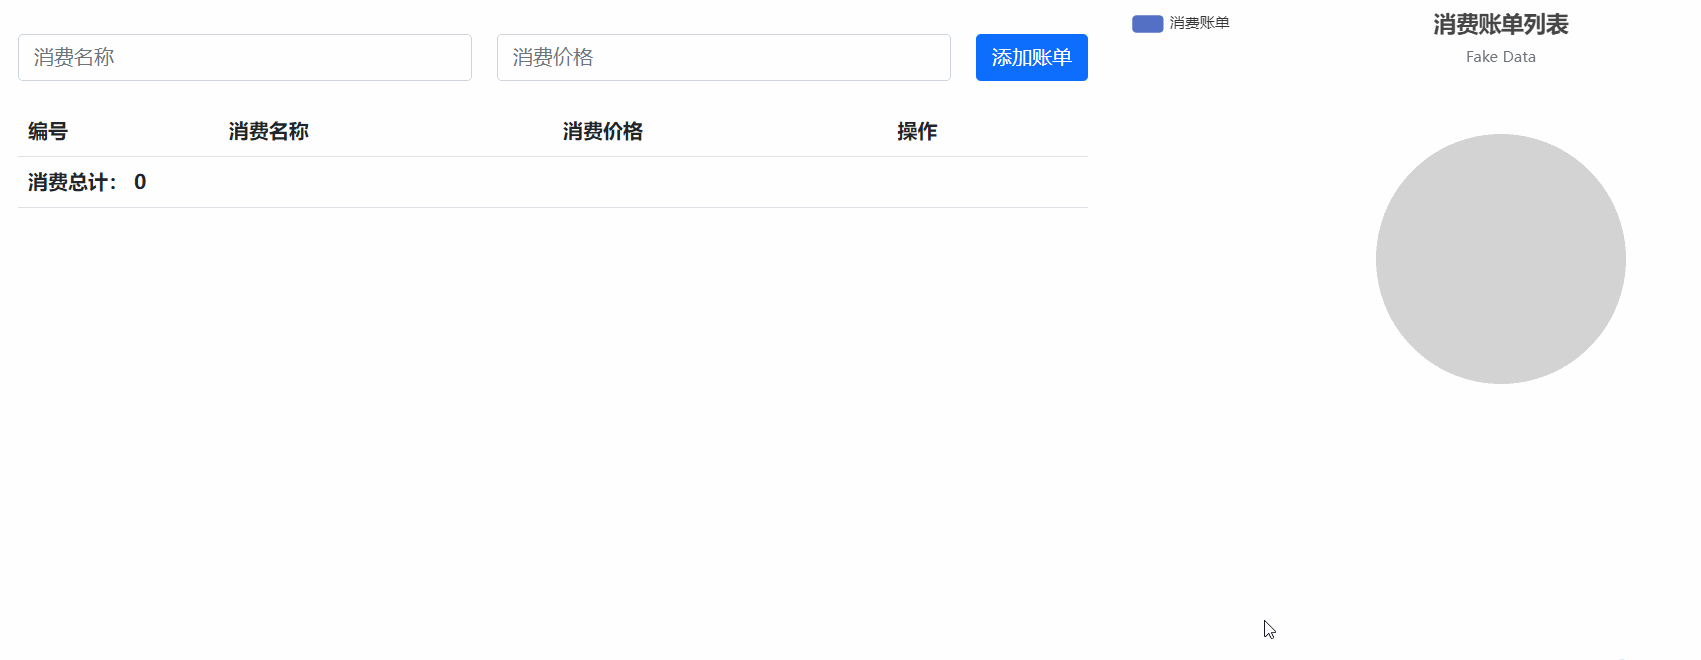 消费名称
消费价格
添加账单
编号 消费名称 消费价格 操作
消费总计： 0
消费账单
消费账单列表
Fake Data